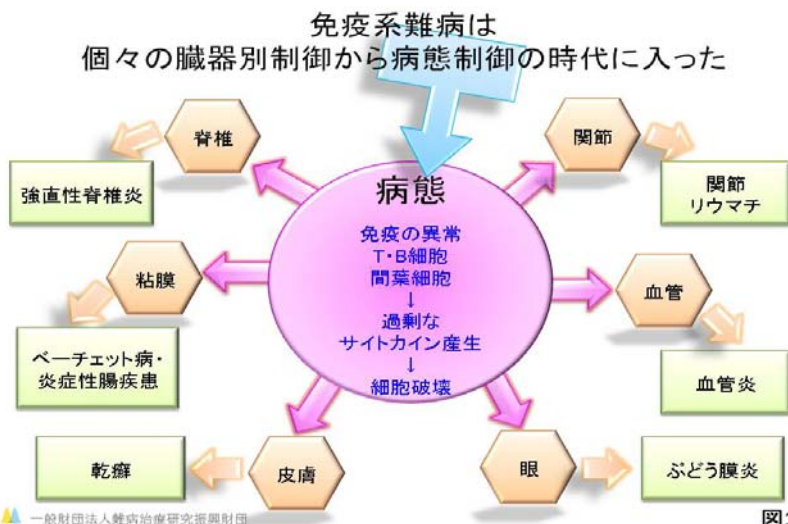 免疫系難病は
個々の臓器別制御から病態制御の時代に入った
脊椎
強直性脊椎炎
粘膜
ベーチェット病・
炎症性腸疾患
皮膚
乾癬
病態
免疫の異常
T・B細胞
間葉細胞
↓
過剰な
サイトカイン産生
↓
細胞破壊
関節
関節
リウマチ
血管
血管炎
眼
ぶどう膜炎
一般財団法人難病治療研究振興財団